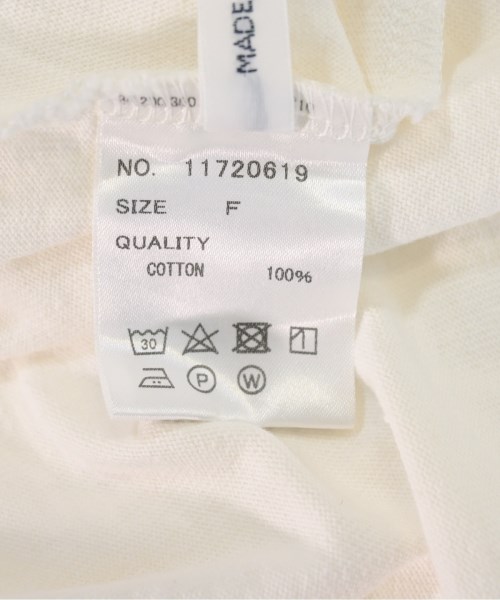 MADE
NO. 11720619
SIZE F
QUALITY
COTTON 100%
30
P W